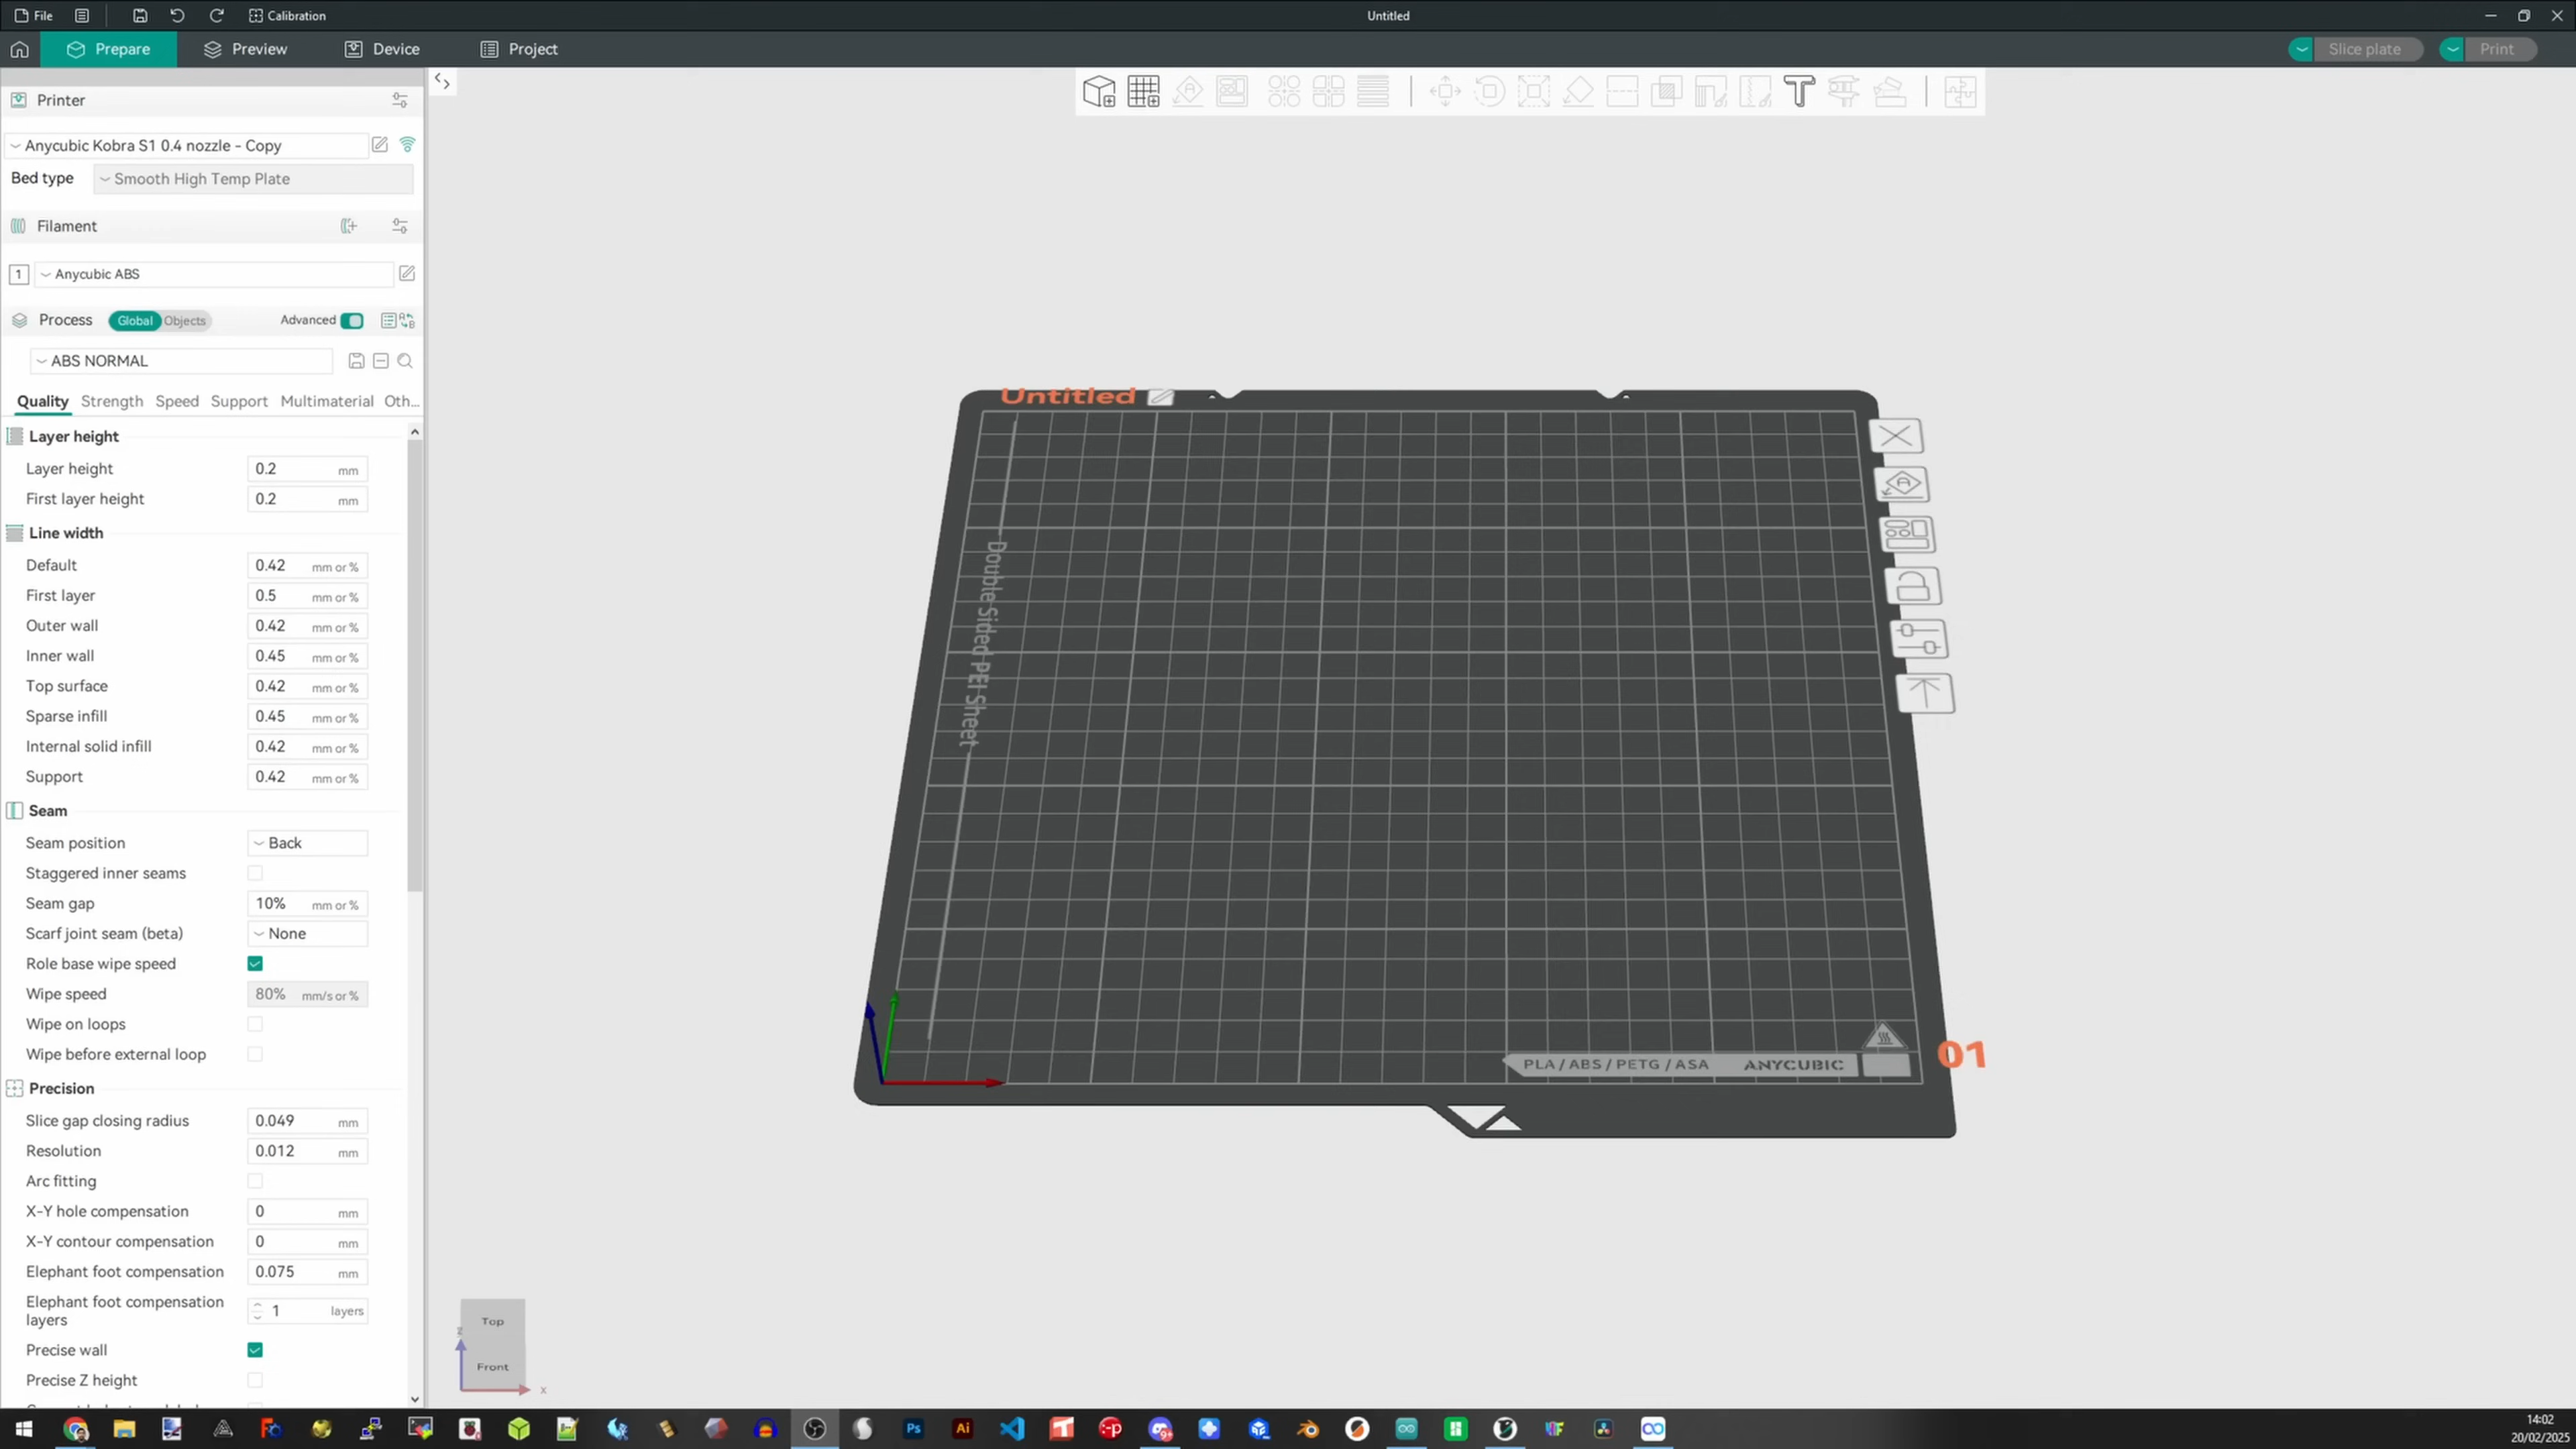 File
Calibration
Untitled
Prepare
Preview
Device
Project
Slice plate
Print
Printer
Anycubic Kobra S1 0.4 nozzle - Copy
Bed type
Smooth High Temp Plate
Filament
1
Anycubic ABS
Process
Global
Objects
Advanced
ABS NORMAL
Quality
Strength
Speed
Support
Multimaterial
Oth...
Layer height
Layer height 0.2 mm
First layer height 0.2 mm
Line width
Default 0.42 mm or %
First layer 0.5 mm or %
Outer wall 0.42 mm or %
Inner wall 0.45 mm or %
Top surface 0.42 mm or %
Sparse infill 0.45 mm or %
Internal solid infill 0.42 mm or %
Support 0.42 mm or %
Seam
Seam position Back
Staggered inner seams
Seam gap 10% mm or %
Scarf joint seam (beta) None
Role base wipe speed
Wipe speed 80% mm/s or %
Wipe on loops
Wipe before external loop
Precision
Slice gap closing radius 0.049 mm
Resolution 0.012 mm
Arc fitting
X-Y hole compensation 0 mm
X-Y contour compensation 0 mm
Elephant foot compensation 0.075 mm
Elephant foot compensation
layers 1 layers
Precise wall
Precise Z height
Untitled
Double Sided PEI Sheet
PLA / ABS / PETG / ASA ANYCUBIC
01
Top
Front
z
x
Ps
Ai
9+
14:02
20/02/2025